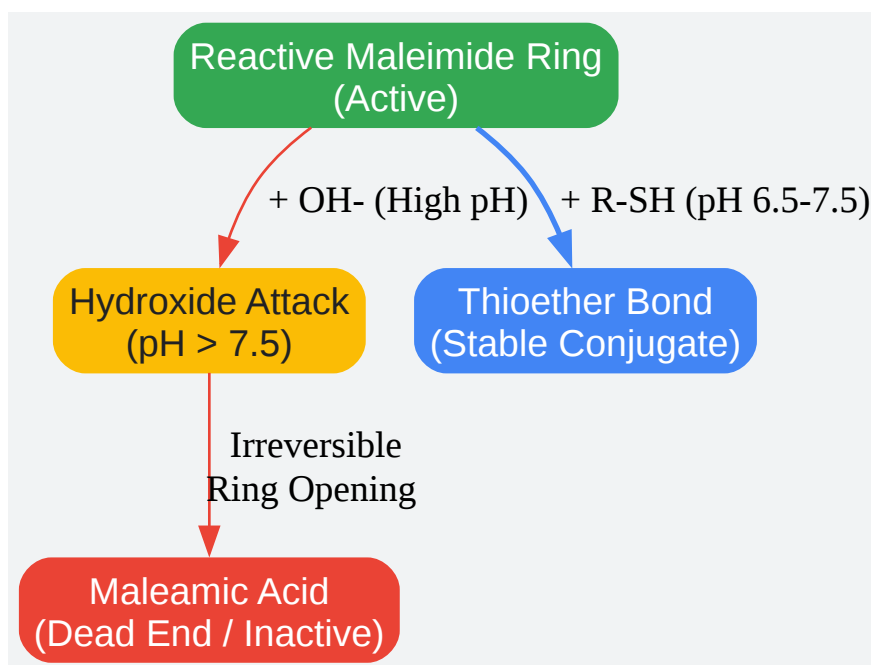 Reactive Maleimide Ring
(Active)
+ OH- (High pH)
+ R-SH (pH 6.5-7.5)
Hydroxide Attack
(pH > 7.5)
Thioether Bond
(Stable Conjugate)
Irreversible
Ring Opening
Maleamic Acid
(Dead End / Inactive)